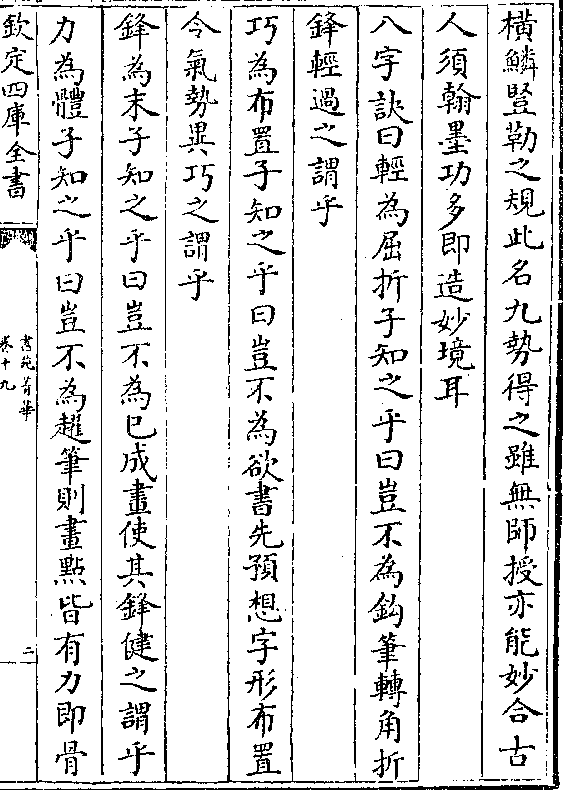 橫鱗豎勒之規此名九勢得之雖無師授亦能妙合古
人須翰墨功多即造妙境耳
八字訣曰輕為屈折子知之乎曰豈不為鈎筆轉角折
鋒輕過之謂乎
巧為布置子知之乎曰豈不為欲書先預想字形布置
令氣勢異巧之謂乎
鋒為末子知之乎曰豈不為已成畫使其鋒健之謂乎
力為體子知之乎曰豈不為趯筆則畫點皆有力即骨
欽定四庫全書
書苑菁華
卷十九
二